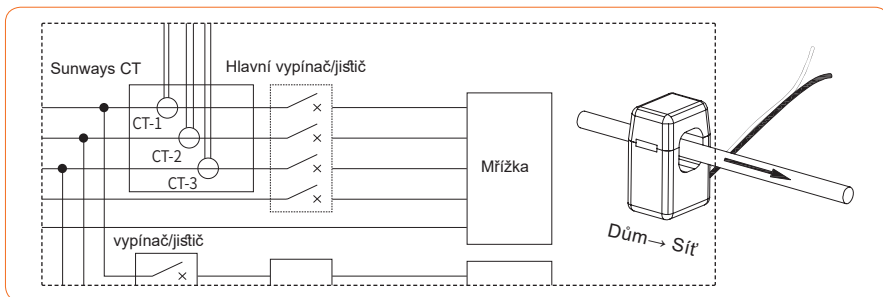 Sunways CT
Hlavní vypínač/jistič
CT-1
CT-2
CT-3
Mřížka
vypínač/jistič
Dům→ Síť